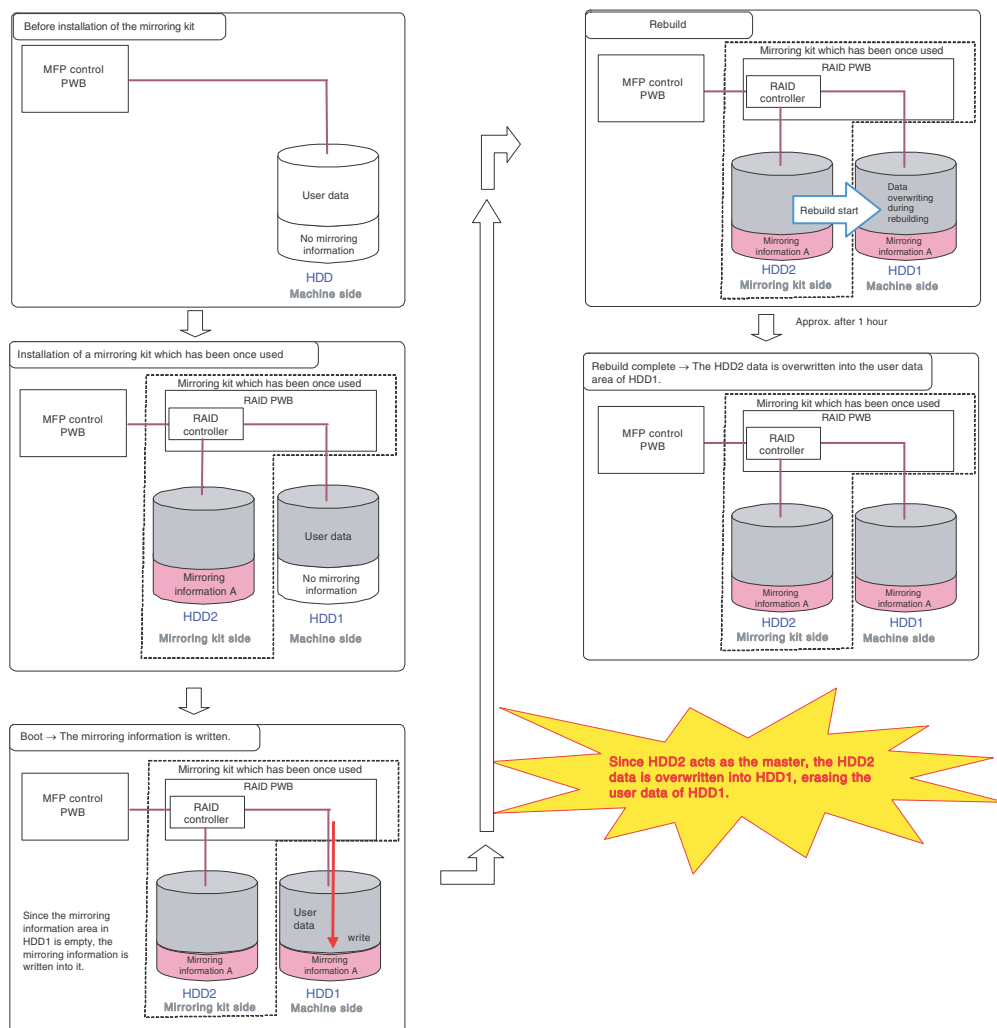 Before installation of the mirroring kit
MFP control
PWB
User data
No mirroring
information
HDD
Machine side
Installation of a mirroring kit which has been once used
Mirroring kit which has been once used
RAID PWB
MFP control
PWB
RAID
controller
User data
Mirroring
information A
No mirroring
information
HDD2
HDD1
Mirroring kit side
Machine side
Boot → The mirroring information is written.
Mirroring kit which has been once used
RAID PWB
MFP control
PWB
RAID
controller
Since the mirroring
information area in
HDD1 is empty, the
mirroring information is
written into it.
User
data
write
Mirroring
information A
Mirroring
information A
HDD2
HDD1
Mirroring kit side
Machine side
Rebuild
Mirroring kit which has been once used
RAID PWB
MFP control
PWB
RAID
controller
Rebuild start
Data
overwriting
during
rebuilding
Mirroring
information A
Mirroring
information A
HDD2
HDD1
Mirroring kit side
Machine side
Approx. after 1 hour
Rebuild complete → The HDD2 data is overwritten into the user data
area of HDD1.
Mirroring kit which has been once used
RAID PWB
MFP control
PWB
RAID
controller
Mirroring
information A
Mirroring
information A
HDD2
HDD1
Mirroring kit side
Machine side
Since HDD2 acts as the master, the HDD2
data is overwritten into HDD1, erasing the
user data of HDD1.